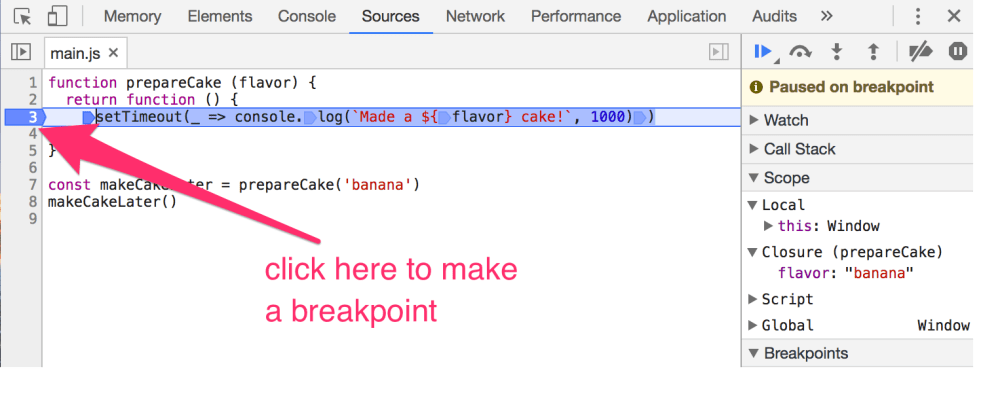 Memory Elements Console Sources Network Performance Application Audits »
main.js ×
1 function prepareCake (flavor) {
2 return function () {
3 setTimeout(_ => console.log(`Made a ${flavor} cake!`, 1000))
4
5 }
6
7 const makeCakeLater = prepareCake('banana')
8 makeCakeLater()
9
click here to make
a breakpoint
Paused on breakpoint
Watch
Call Stack
Scope
Local
this: Window
Closure (prepareCake)
flavor: "banana"
Script
Global Window
Breakpoints